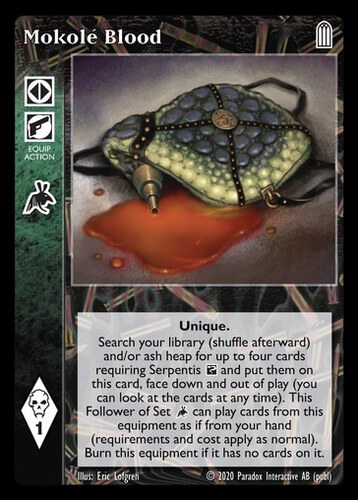 Mokolé Blood
EQUIP
ACTION
Unique.
Search your library (shuffle afterward)
and/or ash heap for up to four cards
requiring Serpentis and put them on
this card, face down and out of play (you
can look at the cards at any time). This
Follower of Set can play cards from this
equipment as if from your hand
(requirements and cost apply as normal).
Burn this equipment if it has no cards on it.
1
Illus: Eric Lofgren
© 2020 Paradox Interactive AB (publ)